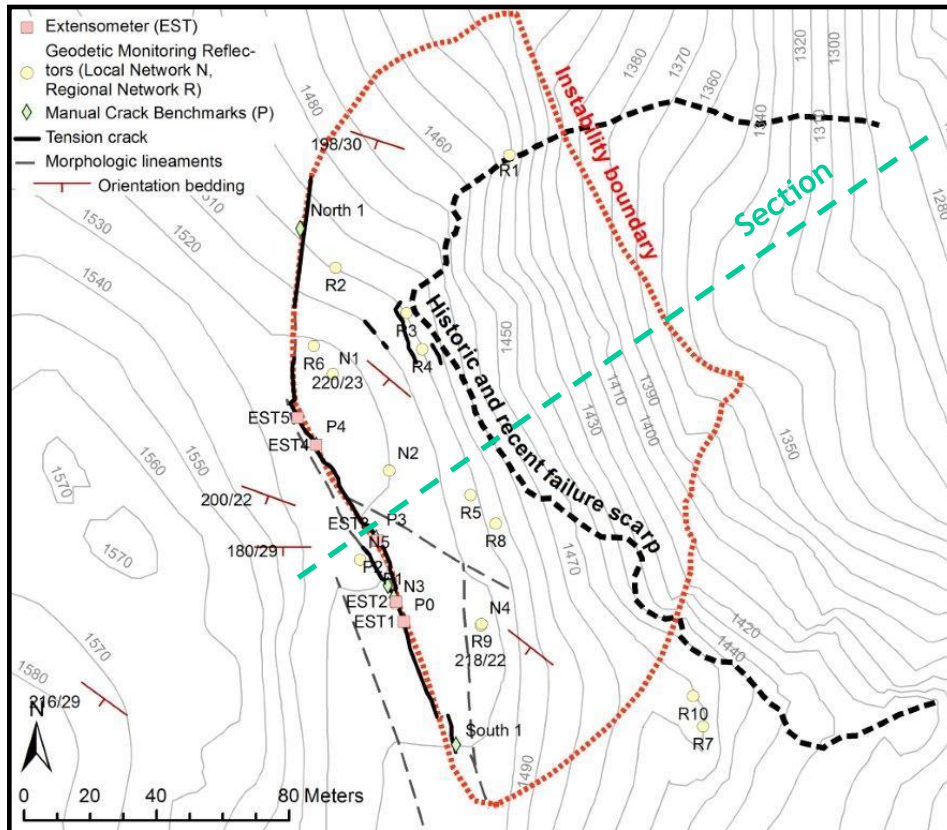 Extensometer (EST)
Geodetic Monitoring Reflec-
tors (Local Network N,
Regional Network R)
Manual Crack Benchmarks (P)
Tension crack
Morphologic lineaments
Orientation bedding
1380
1370
1360
1320
1300
1340
1310
1280
1480
1460
198/30
R1
Instability boundary
Section
1510
1520
1530
1540
North 1
R2
Historic and recent failure scarp
R3
R4
1450
R6
N1
220/23
EST5
P4
EST4
1410
1390
1430
1400
1350
1550
1560
1570
200/22
N2
R5
R8
EST3
P3
N5
180/29
1570
P2
P1
N3
EST2
P0
EST1
1470
N4
R9
218/22
1420
1440
1570
1580
216/29
R10
R7
South 1
1490
N
0 20 40 80 Meters